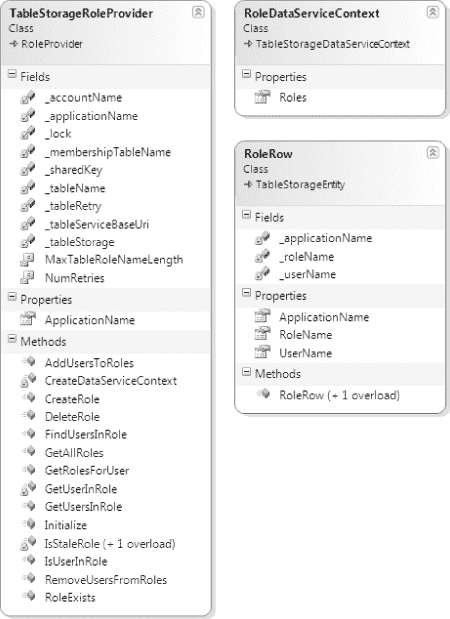 TableStorageRoleProvider
Class
RoleProvider
Fields
_accountName
_applicationName
_lock
_membershipTableName
_sharedKey
_tableName
_tableRetry
_tableServiceBaseUri
_tableStorage
MaxTableRoleNameLength
NumRetries
Properties
ApplicationName
Methods
AddUsersToRoles
CreateDataServiceContext
CreateRole
DeleteRole
FindUsersInRole
GetAllRoles
GetRolesForUser
GetUserInRole
GetUsersInRole
Initialize
IsStaleRole (+ 1 overload)
IsUserInRole
RemoveUsersFromRoles
RoleExists
RoleDataServiceContext
Class
TableStorageDataServiceContext
Properties
Roles
RoleRow
Class
TableStorageEntity
Fields
_applicationName
_roleName
_userName
Properties
ApplicationName
RoleName
UserName
Methods
RoleRow (+ 1 overload)